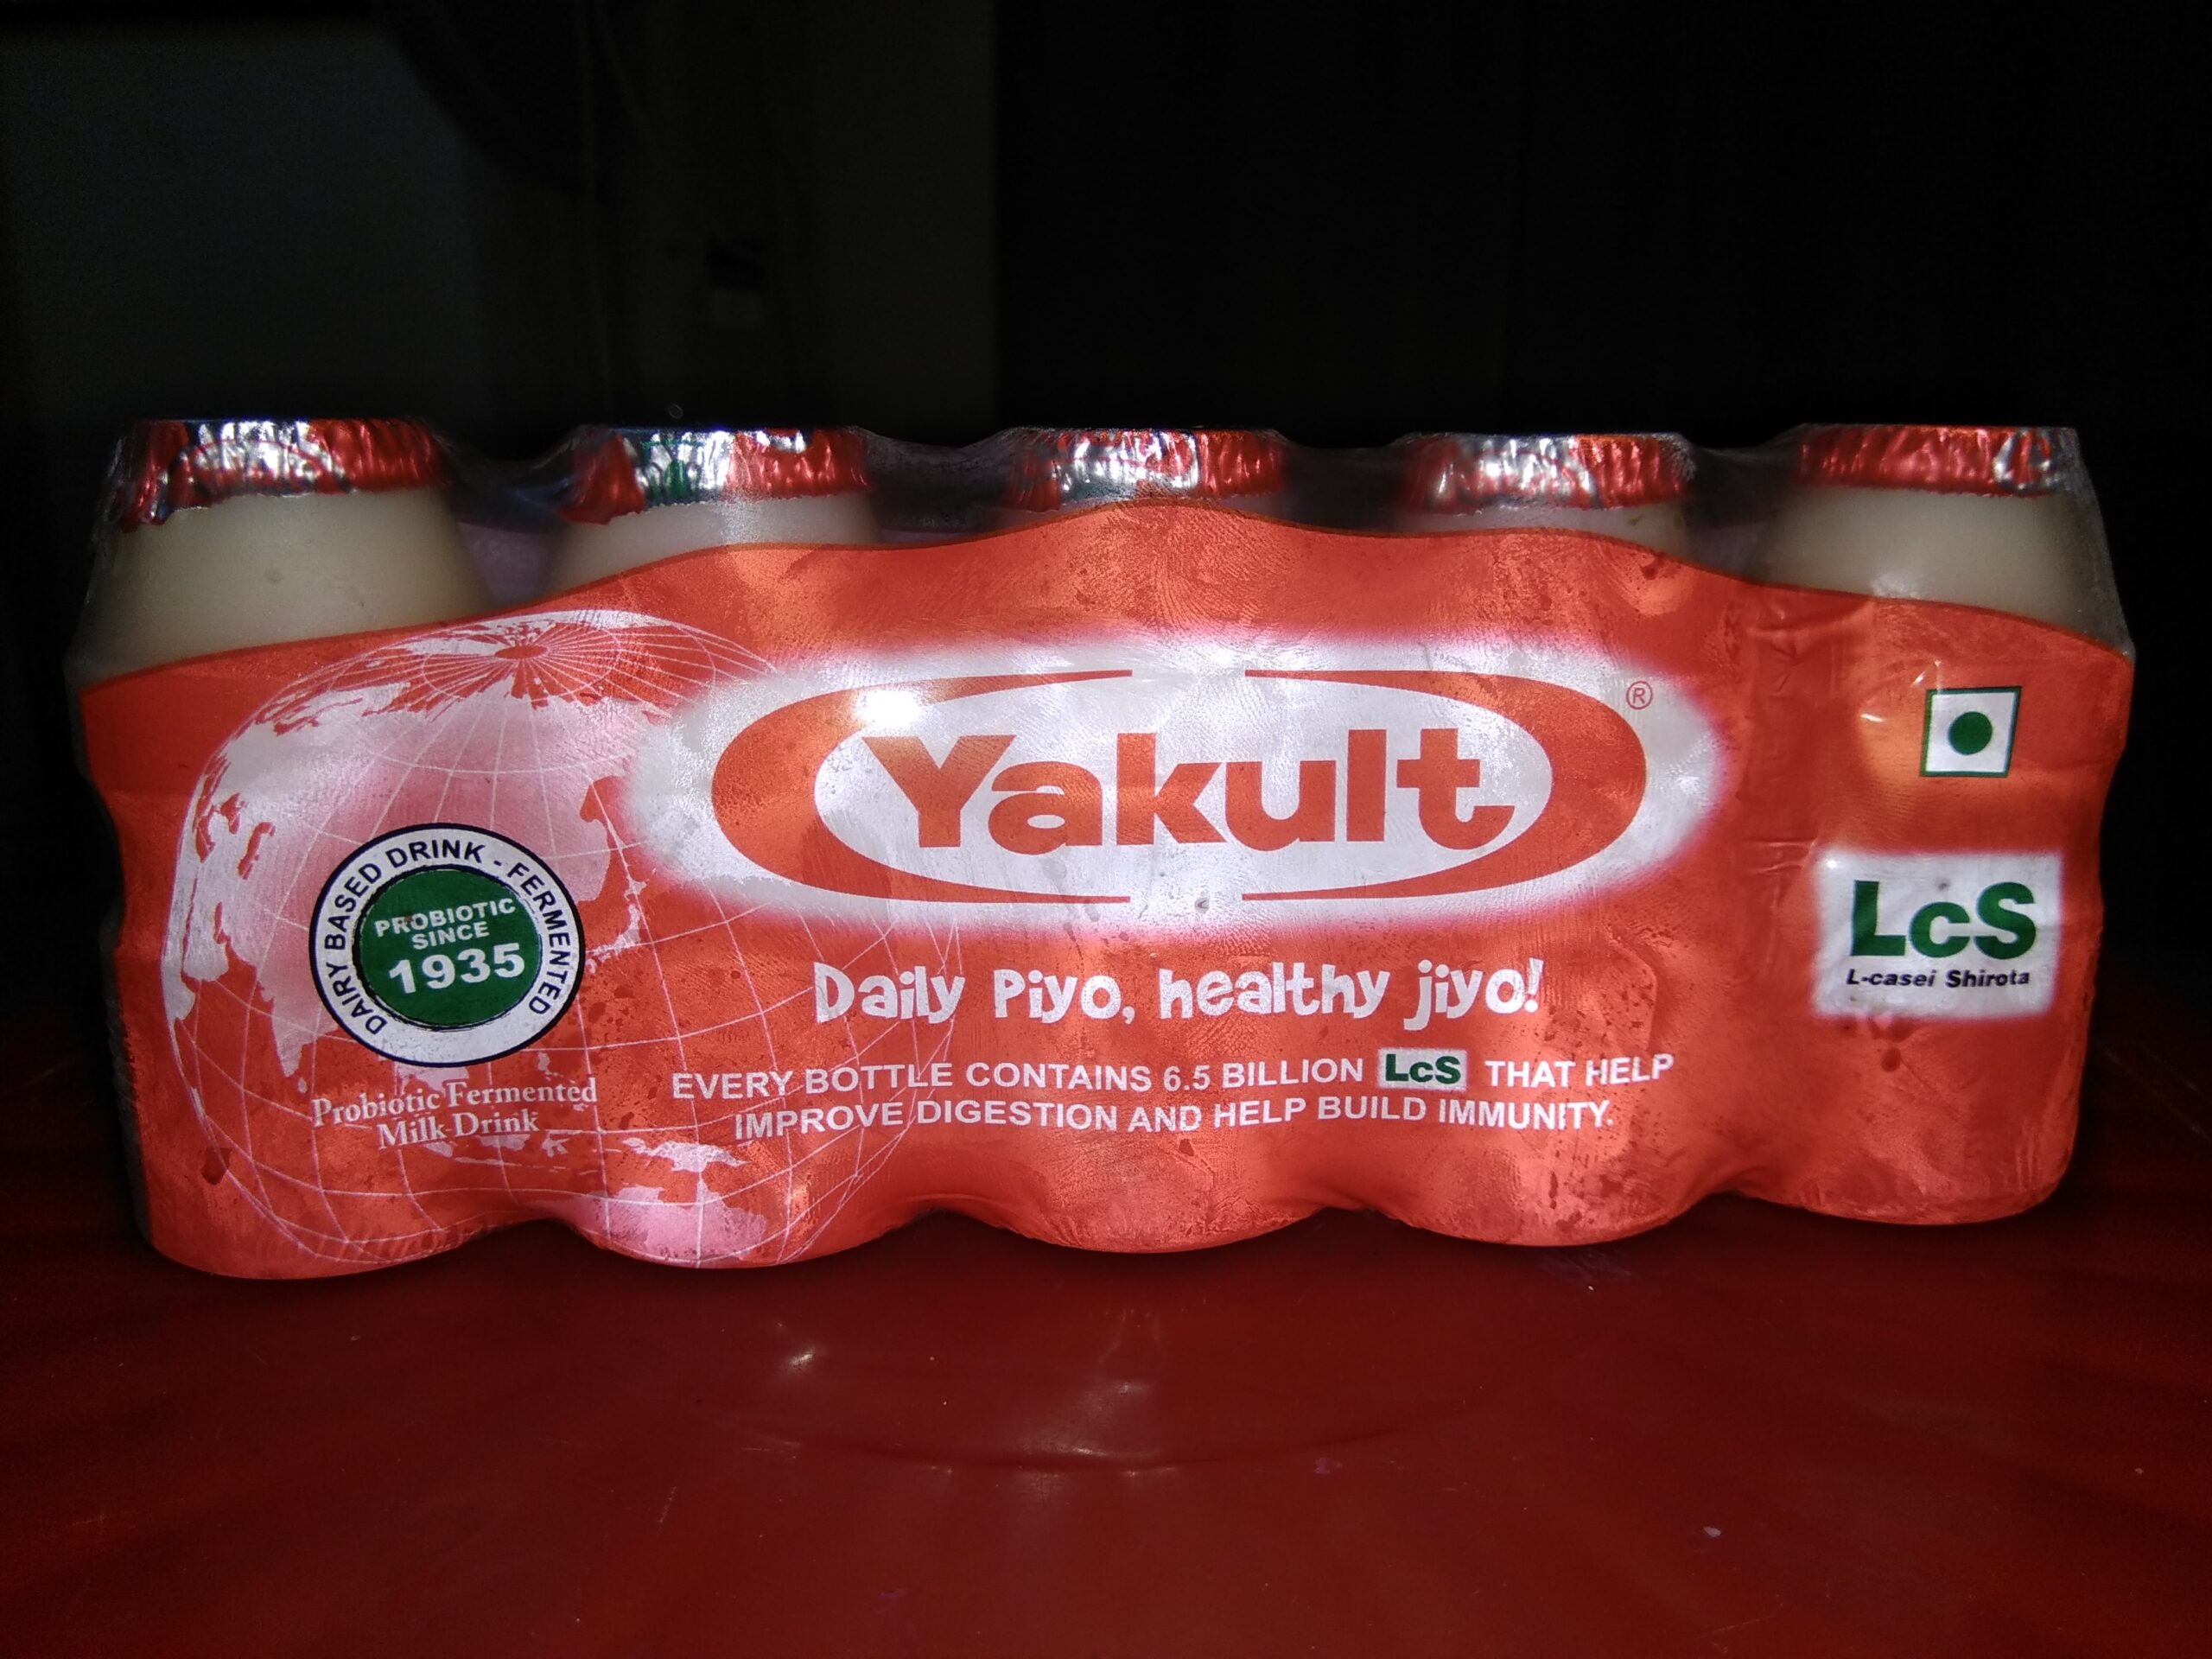 Yakult®
DAIRY BASED DRINK - FERMENTED
PROBIOTIC
SINCE
1935
Probiotic Fermented
Milk Drink
Daily Piyo, healthy jiyo!
EVERY BOTTLE CONTAINS 6.5 BILLION LcS THAT HELP
IMPROVE DIGESTION AND HELP BUILD IMMUNITY.
LcS
L-casei Shirota